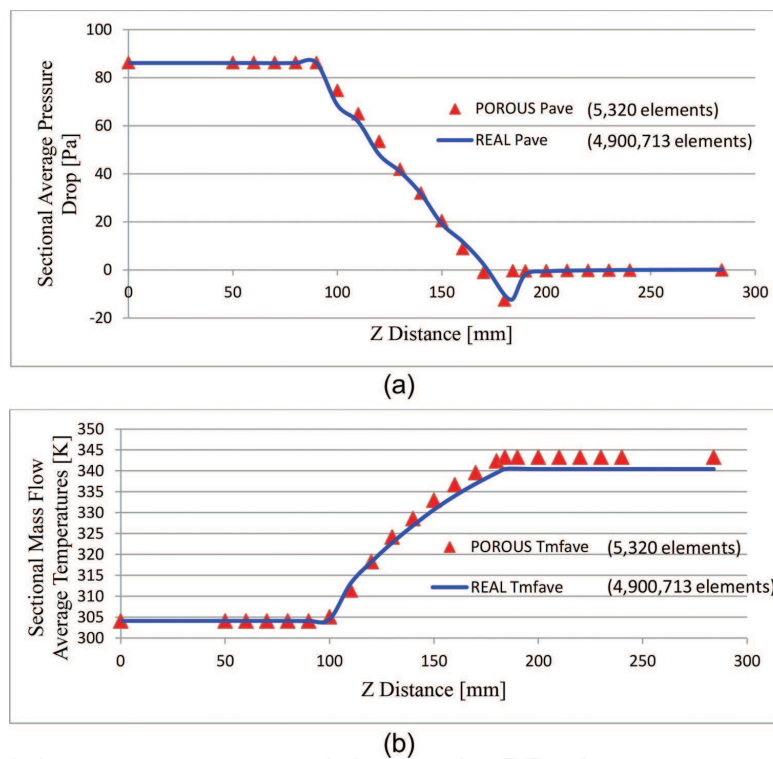 100
80
60
40
20
0
-20
0 50 100 150 200 250 300
Sectional Average Pressure
Drop [Pa]
POROUS Pave (5,320 elements)
REAL Pave (4,900,713 elements)
Z Distance [mm]
(a)
350
345
340
335
330
325
320
315
310
305
300
0 50 100 150 200 250 300
Sectional Mass Flow
Average Temperatures [K]
POROUS Tmfave (5,320 elements)
REAL Tmfave (4,900,713 elements)
Z Distance [mm]
(b)